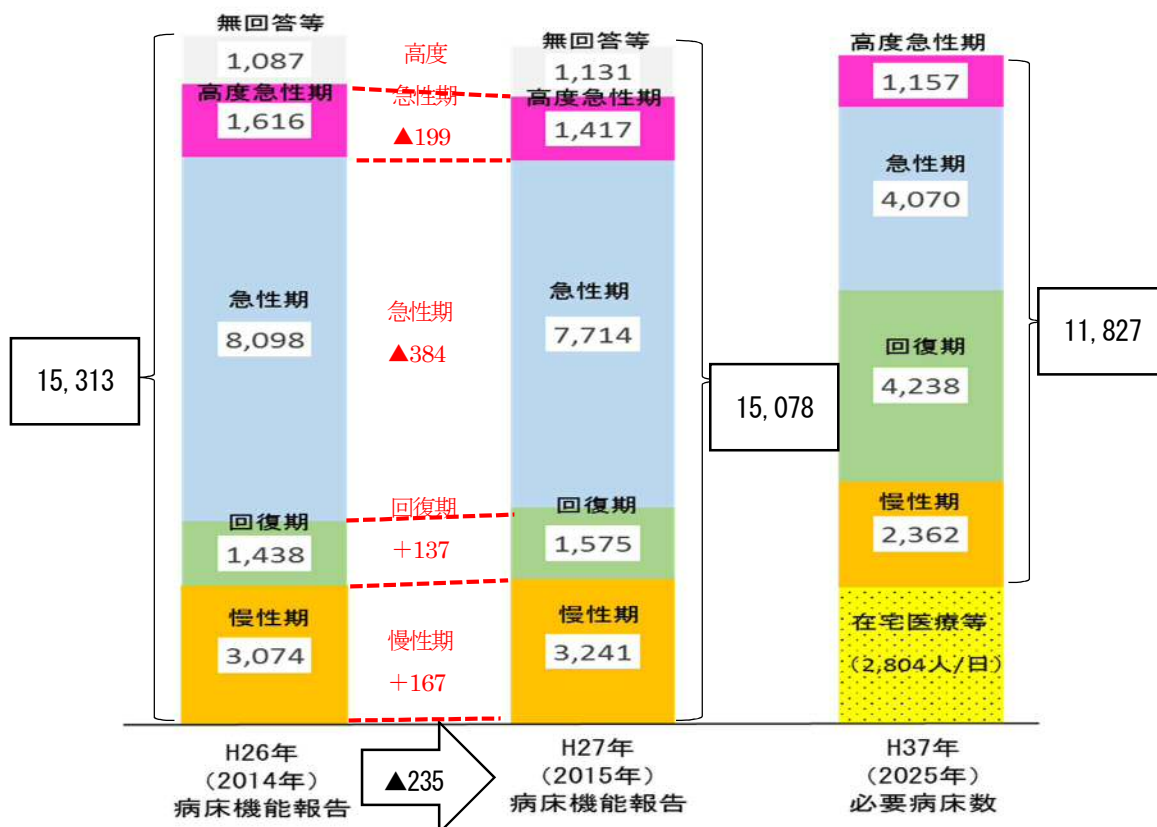 無回答等
1,087
高度急性期
1,616
急性期
8,098
回復期
1,438
慢性期
3,074
15,313
H26年
（2014年）
病床機能報告
高度
急性期
▲199
急性期
▲384
回復期
＋137
慢性期
＋167
▲235
無回答等
1,131
高度急性期
1,417
急性期
7,714
回復期
1,575
慢性期
3,241
15,078
H27年
（2015年）
病床機能報告
高度急性期
1,157
急性期
4,070
回復期
4,238
慢性期
2,362
在宅医療等
（2,804人/日）
11,827
H37年
（2025年）
必要病床数